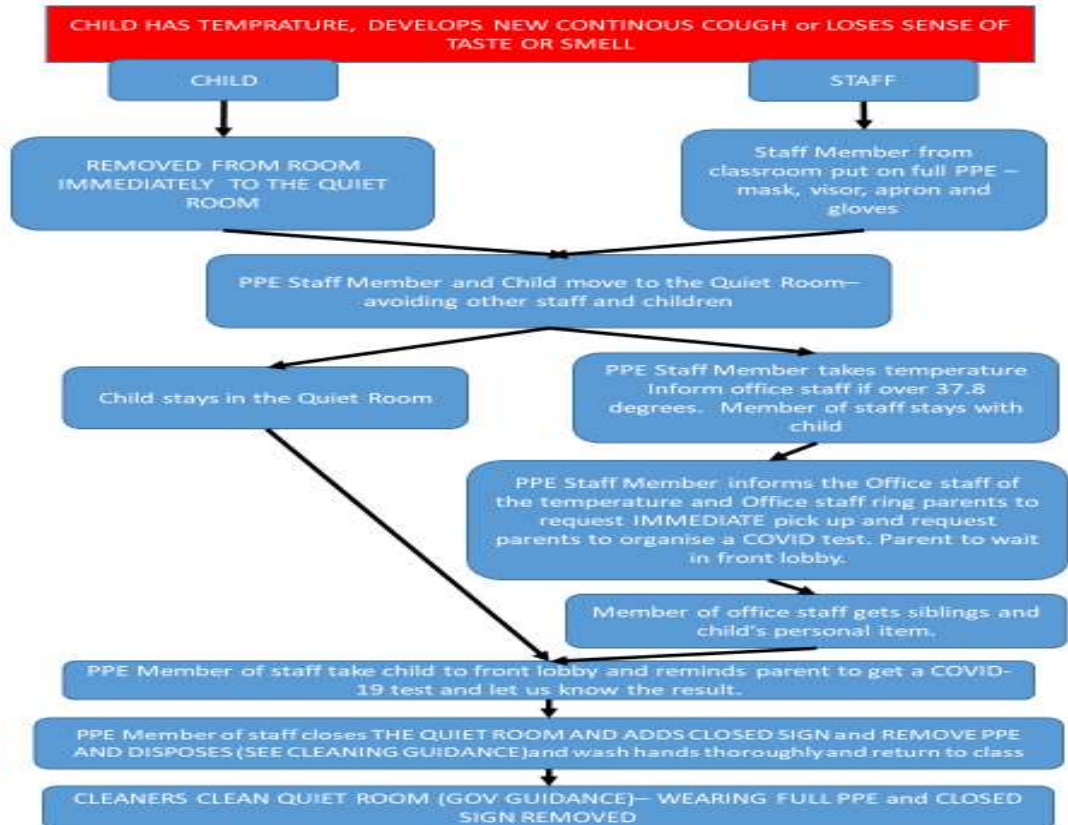 CHILD HAS TEMPRATURE, DEVELOPS NEW CONTINOUS COUGH or LOSES SENSE OF
TASTE OR SMELL
CHILD
STAFF
REMOVED FROM ROOM
IMMEDIATELY TO THE QUIET
ROOM
Staff Member from
classroom put on full PPE –
mask, visor, apron and
gloves
PPE Staff Member and Child move to the Quiet Room–
avoiding other staff and children
Child stays in the Quiet Room
PPE Staff Member takes temperature
Inform office staff if over 37.8
degrees. Member of staff stays with
child
PPE Staff Member informs the Office staff of
the temperature and Office staff ring parents to
request IMMEDIATE pick up and request
parents to organise a COVID test. Parent to wait
in front lobby.
Member of office staff gets siblings and
child's personal item.
PPE Member of staff take child to front lobby and reminds parent to get a COVID-
19 test and let us know the result.
PPE Member of staff closes THE QUIET ROOM AND ADDS CLOSED SIGN and REMOVE PPE
AND DISPOSES (SEE CLEANING GUIDANCE)and wash hands thoroughly and return to class
CLEANERS CLEAN QUIET ROOM (GOV GUIDANCE)– WEARING FULL PPE and CLOSED
SIGN REMOVED